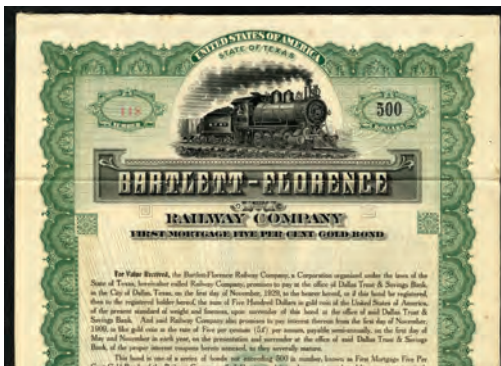 UNITED STATES OF AMERICA
STATE OF TEXAS
NUMBER
500
DOLLARS
BARTLETT-FLORENCE
RAILWAY COMPANY
FIRST MORTGAGE FIVE PER CENT GOLD BOND
For Value Received, the Bartlett-Florence Railway Company, a Corporation organized under the laws of the
State of Texas, hereinafter called Railway Company, promises to pay at the office of Dallas Trust & Savings Bank,
in the City of Dallas, Texas, on the first day of November, 1929, to the bearer hereof, or if this bond be registered,
then to the registered holder hereof, the sum of Five Hundred Dollars in gold coin of the United States of America,
of the present standard of weight and fineness, upon surrender of this bond at the office of said Dallas Trust &
Savings Bank. And said Railway Company also promises to pay interest thereon from the first day of November,
1909, in like gold coin at the rate of Five per centum (5%) per annum, payable semi-annually, on the first day of
May and November in each year, on the presentation and surrender at the office of said Dallas Trust & Savings
Bank, of the proper interest coupons hereto annexed, as they severally mature.
This bond is one of a series of bonds not exceeding 300 in number, known as First Mortgage Five Per